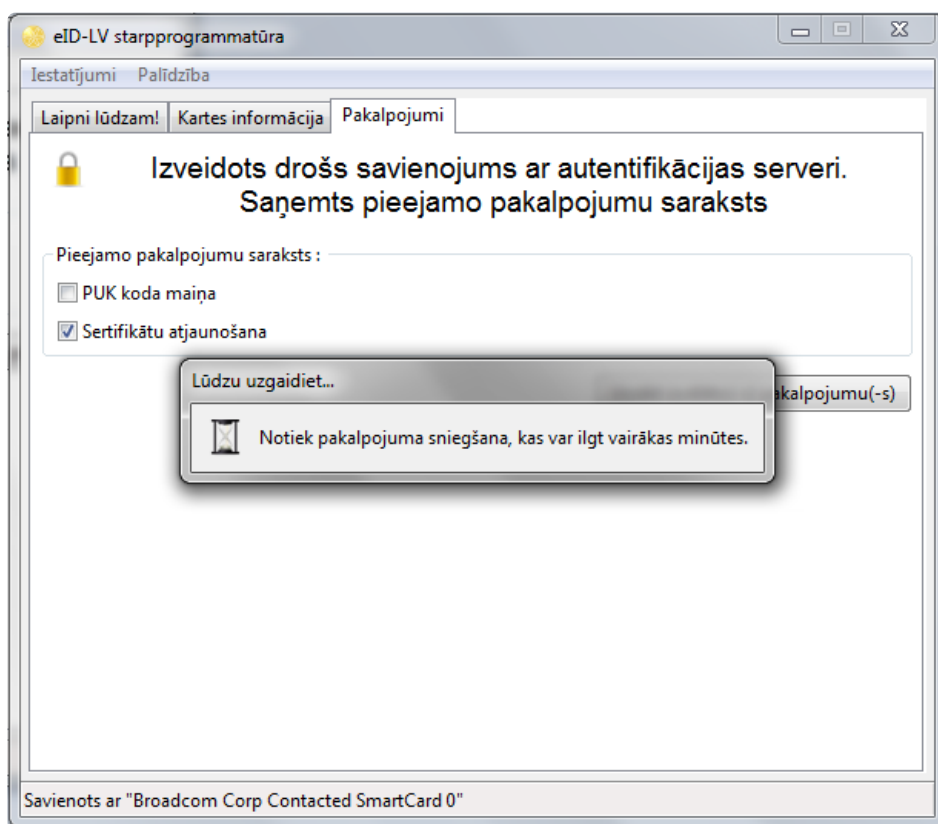 eID-LV starpprogrammatūra
Iestatījumi Palīdzība
Laipni lūdzam! Kartes informācija Pakalpojumi
Izveidots drošs savienojums ar autentifikācijas serveri.
Saņemts pieejamo pakalpojumu saraksts
Pieejamo pakalpojumu saraksts :
PUK koda maiņa
Sertifikātu atjaunošana
Lūdzu uzgaidiet...
akalpojumu(-s)
Notiek pakalpojuma sniegšana, kas var ilgt vairākas minūtes.
Savienots ar "Broadcom Corp Contacted SmartCard 0"